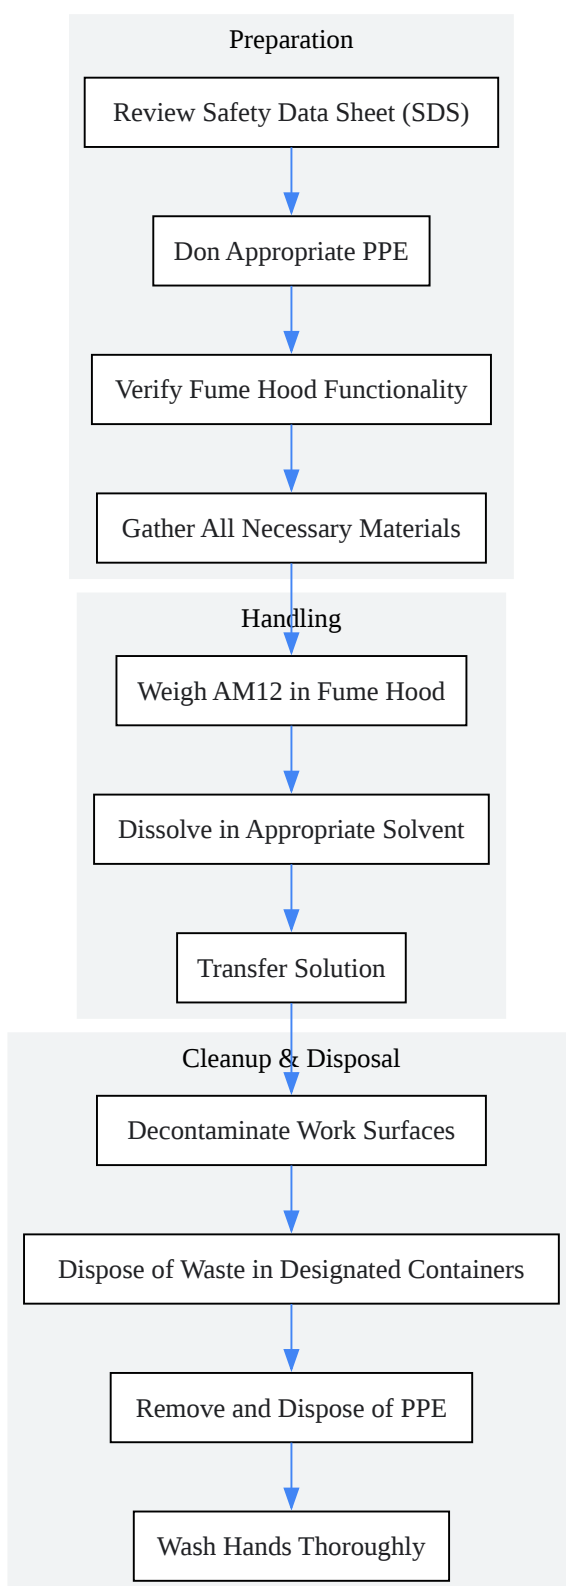 Preparation
Review Safety Data Sheet (SDS)
Don Appropriate PPE
Verify Fume Hood Functionality
Gather All Necessary Materials
Handling
Weigh AM12 in Fume Hood
Dissolve in Appropriate Solvent
Transfer Solution
Cleanup & Disposal
Decontaminate Work Surfaces
Dispose of Waste in Designated Containers
Remove and Dispose of PPE
Wash Hands Thoroughly